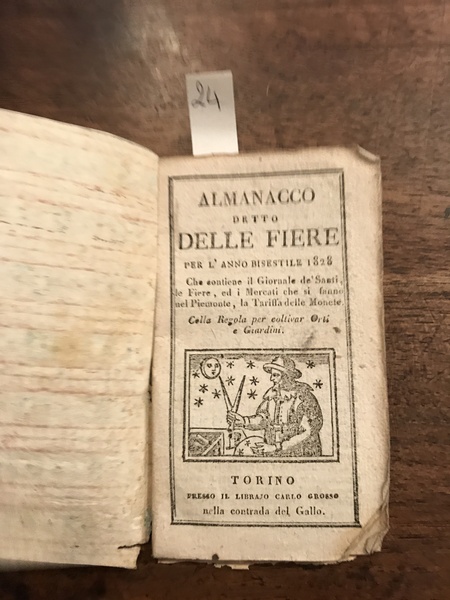 24
ALMANACCO
DETTO
DELLE FIERE
PER L'ANNO BISESTILE 1828
Che contiene il Giornale de' Santi,
le Fiere, ed i Mercati che si fanno
nel Piemonte, la Tariffa delle Monete.
Colla Regola per coltivar Orti
e Giardini.
TORINO
PRESSO IL LIBRAJO CARLO GROSSO
nella contrada del Gallo.